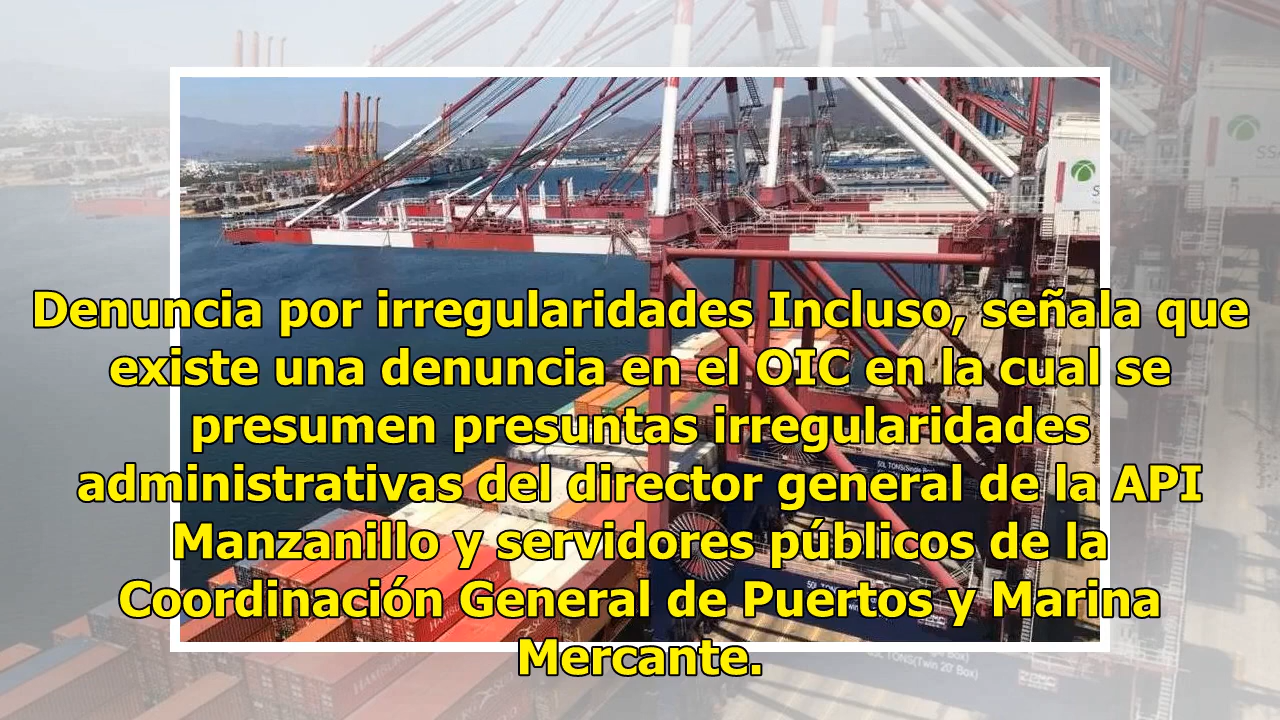 Denuncia por irregularidades Incluso, señala que
existe una denuncia en el OIC en la cual se
presumen presuntas irregularidades
administrativas del director general de la API
Manzanillo y servidores públicos de la
Coordinación General de Puertos y Marina
Mercante.